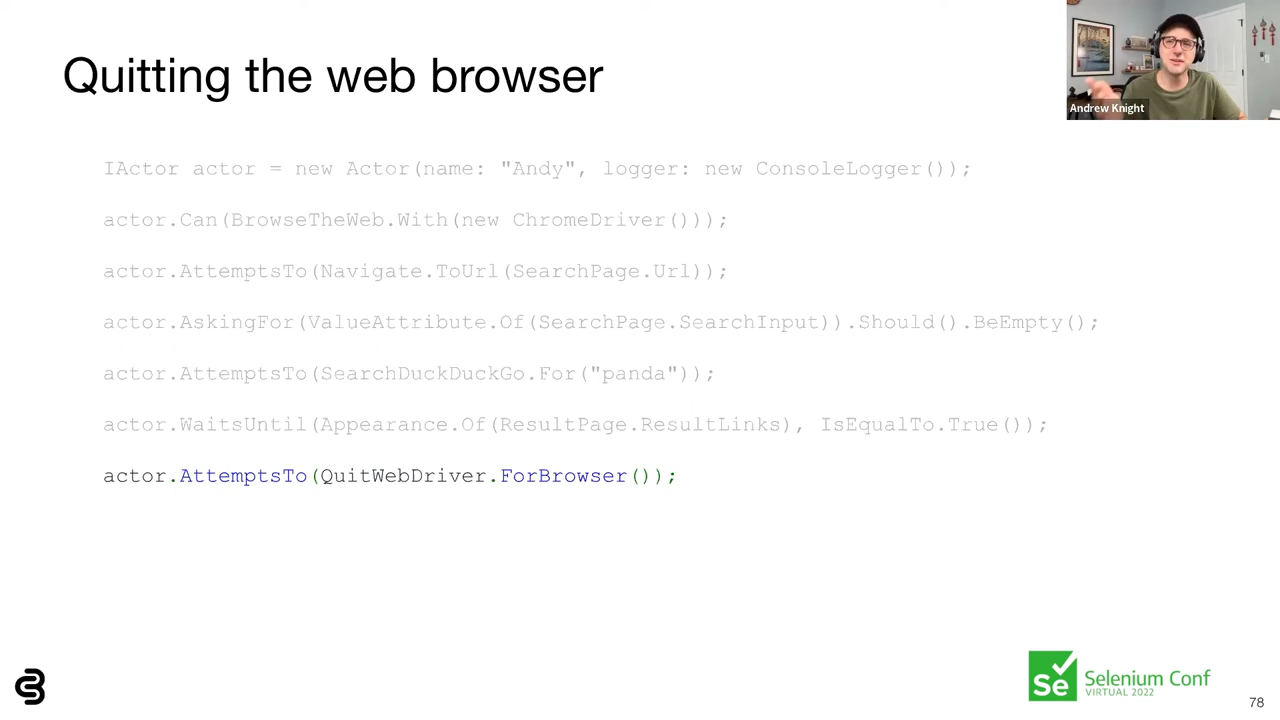 Quitting the web browser
Andrew Knight
IActor actor = new Actor(name: "Andy", logger: new ConsoleLogger());
actor.Can(BrowseTheWeb.With(new ChromeDriver()));
actor.AttemptsTo(Navigate.ToUrl(SearchPage.Url));
actor.AskingFor(ValueAttribute.Of(SearchPage.SearchInput)).Should().BeEmpty();
actor.AttemptsTo(SearchDuckDuckGo.For("panda"));
actor.WaitsUntil(Appearance.Of(ResultPage.ResultLinks), IsEqualTo.True());
actor.AttemptsTo(QuitWebDriver.ForBrowser());
Se
Selenium Conf
VIRTUAL 2022
78